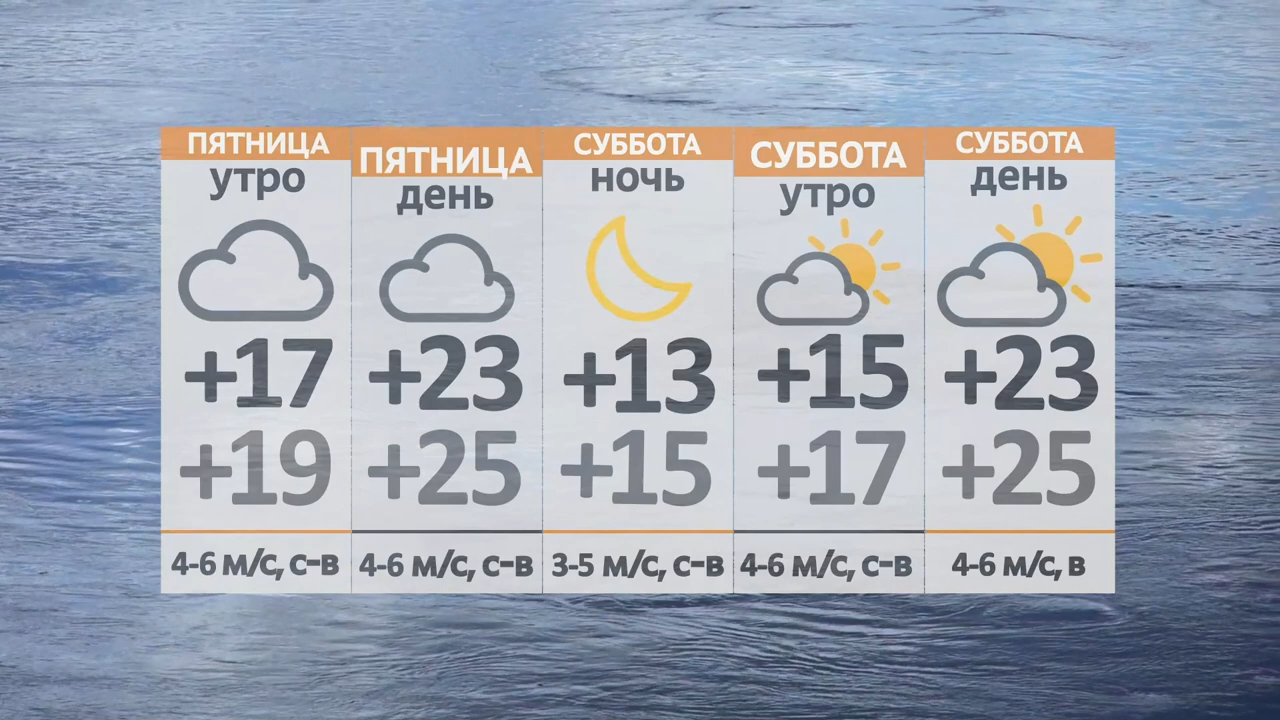 ПЯТНИЦА
утро
+17
+19
4-6 м/с, с-в
ПЯТНИЦА
день
+23
+25
4-6 м/с, с-в
СУББОТА
ночь
+13
+15
3-5 м/с, с-в
СУББОТА
утро
+15
+17
4-6 м/с, с-в
СУББОТА
день
+23
+25
4-6 м/с, в